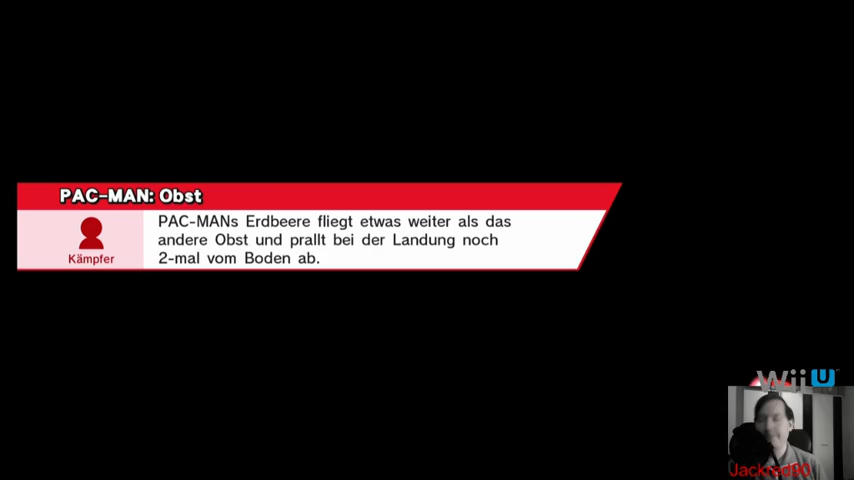 PAC-MAN: Obst
PAC-MANs Erdbeere fliegt etwas weiter als das
andere Obst und prallt bei der Landung noch
2-mal vom Boden ab.
Kämpfer
Wii U
Jackred90